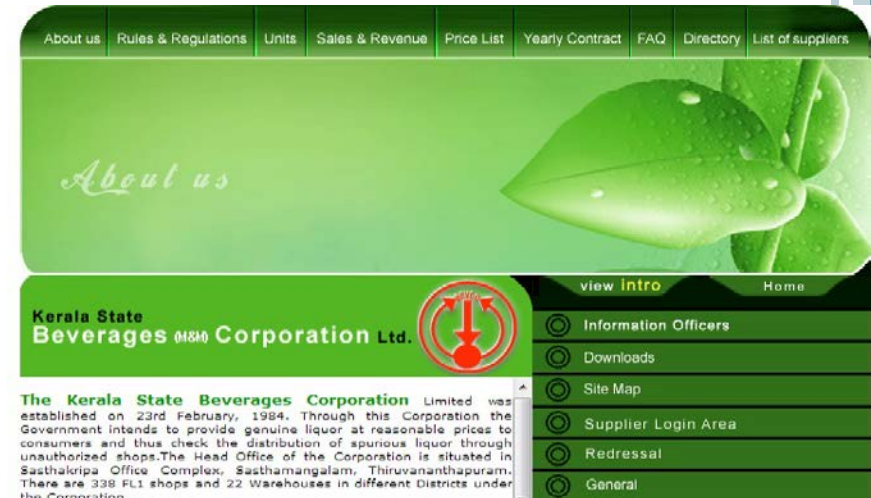 About us Rules & Regulations Units Sales & Revenue Price List Yearly Contract FAQ Directory List of suppliers
About us
view Intro Home
Kerala State
Beverages (M&M) Corporation Ltd.
Information Officers
Downloads
Site Map
Supplier Login Area
Redressal
General
The Kerala State Beverages Corporation Limited was
established on 23rd February, 1984. Through this Corporation the
Government intends to provide genuine liquor at reasonable prices to
consumers and thus check the distribution of spurious liquor through
unauthorized shops.The Head Office of the Corporation is situated in
Sasthakripa Office Complex, Sasthamangalam, Thiruvananthapuram.
There are 338 FL1 shops and 22 Warehouses in different Districts under
the Corporation